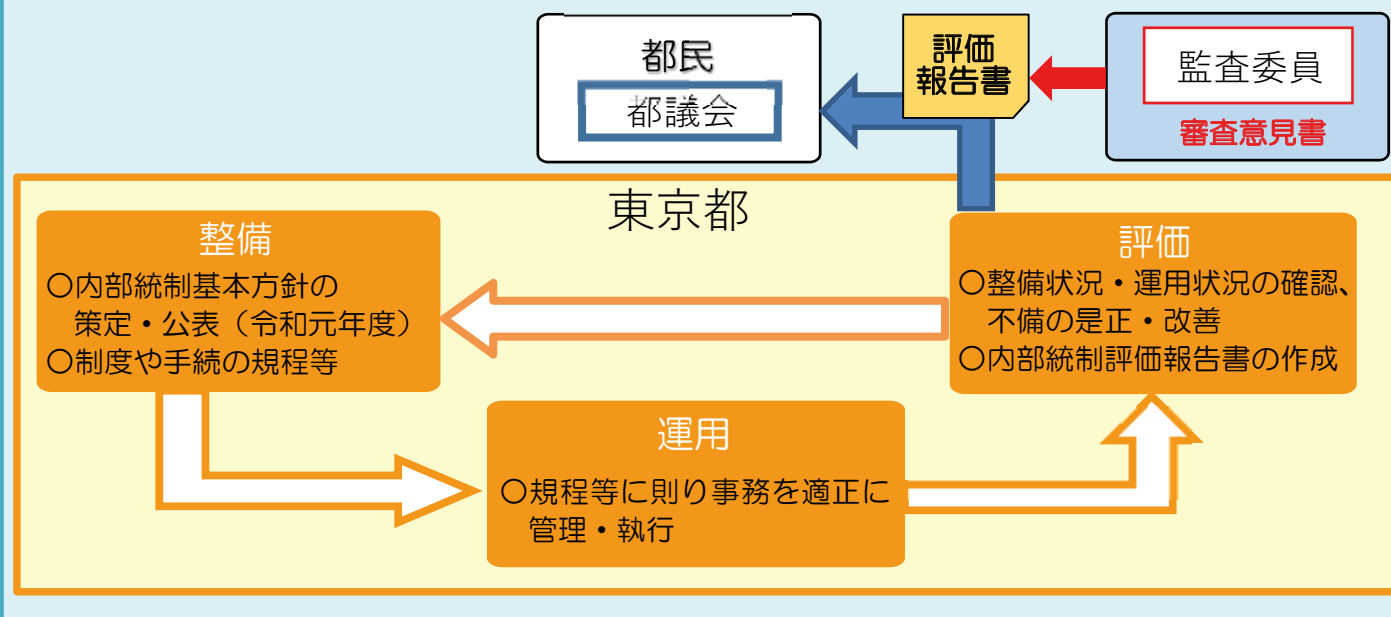 都民
都議会
評価
報告書
監査委員
審査意見書
東京都
整備
○内部統制基本方針の
策定・公表（令和元年度）
○制度や手続の規程等
運用
○規程等に則り事務を適正に
管理・執行
評価
○整備状況・運用状況の確認、
不備の是正・改善
○内部統制評価報告書の作成